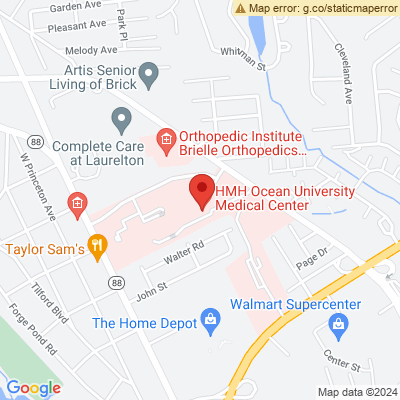 Map error: g.co/staticmaperror
Garden Ave
Pleasant Ave
Park Pl
Melody Ave
Whitman St
Cleveland Ave
Artis Senior
Living of Brick
88
Complete Care
at Laurelton
Orthopedic Institute
Brielle Orthopedics...
W Princeton Ave
HMH Ocean University
Medical Center
Taylor Sam's
Walter Rd
Page Dr
88
John St
Tilford Blvd
Forge Pond Rd
The Home Depot
Walmart Supercenter
Center St
Google
Map data ©2024